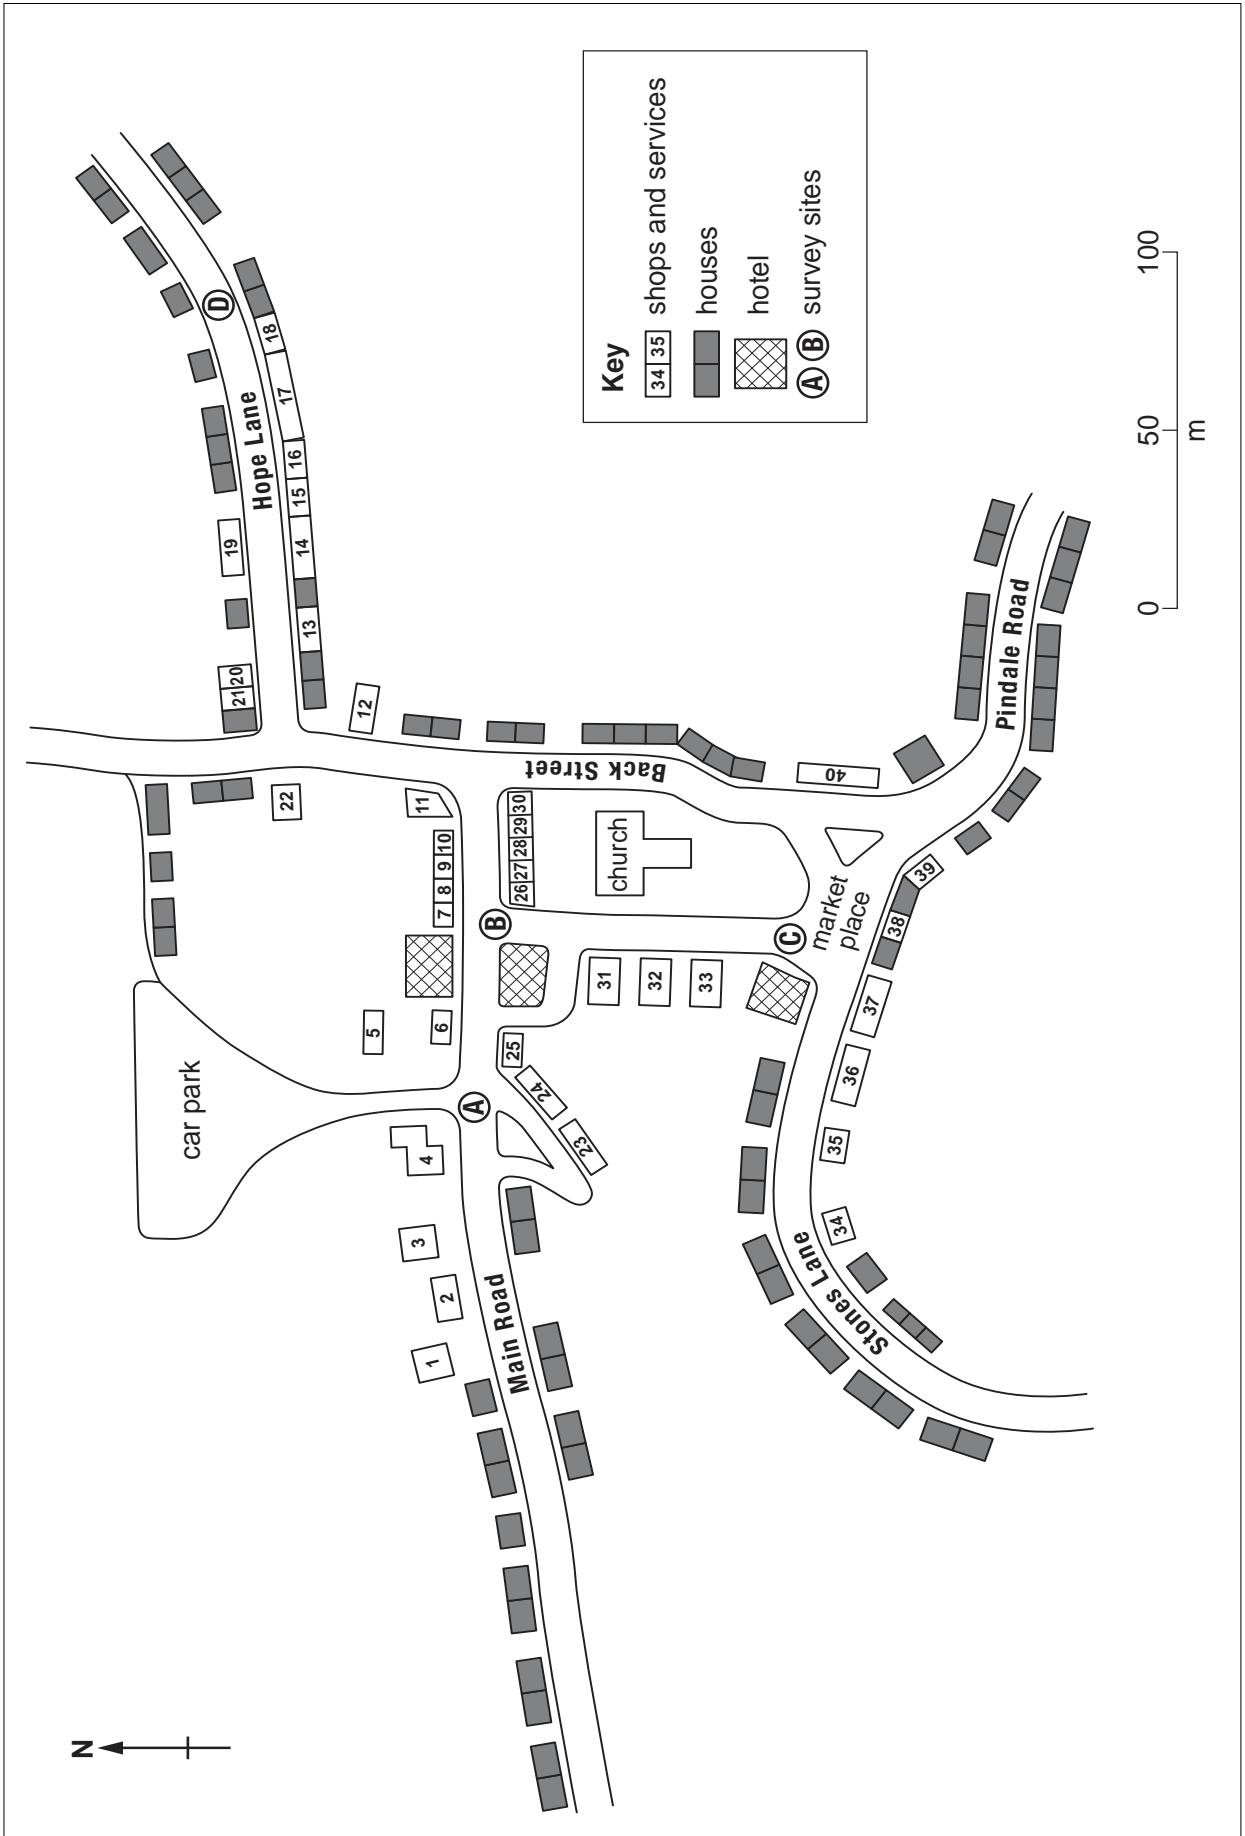 N
car park
21 20
19
D
Hope Lane
22
13
14 15 16 17 18
12
5
1
2
3
4
6
7 8 9 10
11
A
B
Main Road
23
24
25
26 27 28 29 30
church
Back Street
31
32
33
C
market
place
40
34
35
36
37
38
39
Stones Lane
Pindale Road
Key
34 35 shops and services
houses
hotel
A B survey sites
0 50 100
m